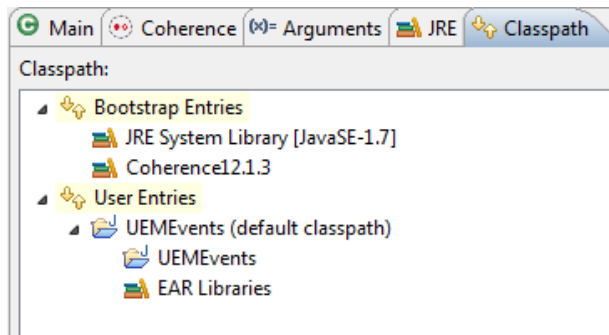 Main Coherence (x)= Arguments JRE Classpath
Classpath:
Bootstrap Entries
JRE System Library [JavaSE-1.7]
Coherence12.1.3
User Entries
UEMEvents (default classpath)
UEMEvents
EAR Libraries